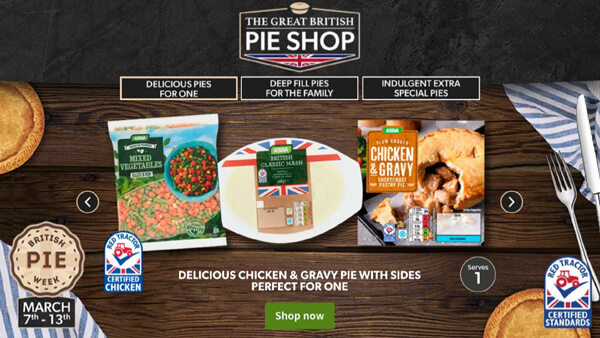 THE GREAT BRITISH
PIE SHOP
DELICIOUS PIES
FOR ONE
DEEP FILL PIES
FOR THE FAMILY
INDULGENT EXTRA
SPECIAL PIES
ASDA
MIXED
VEGETABLES
ASDA
BRITISH
CLASSIC MASH
ASDA
SLOW COOKED
CHICKEN
& GRAVY
SHORTCRUST
PASTRY PIE
BRITISH
PIE
WEEK
MARCH
7th - 13th
RED TRACTOR
CERTIFIED
CHICKEN
DELICIOUS CHICKEN & GRAVY PIE WITH SIDES
PERFECT FOR ONE
Serves
1
Shop now
RED TRACTOR
CERTIFIED
STANDARDS